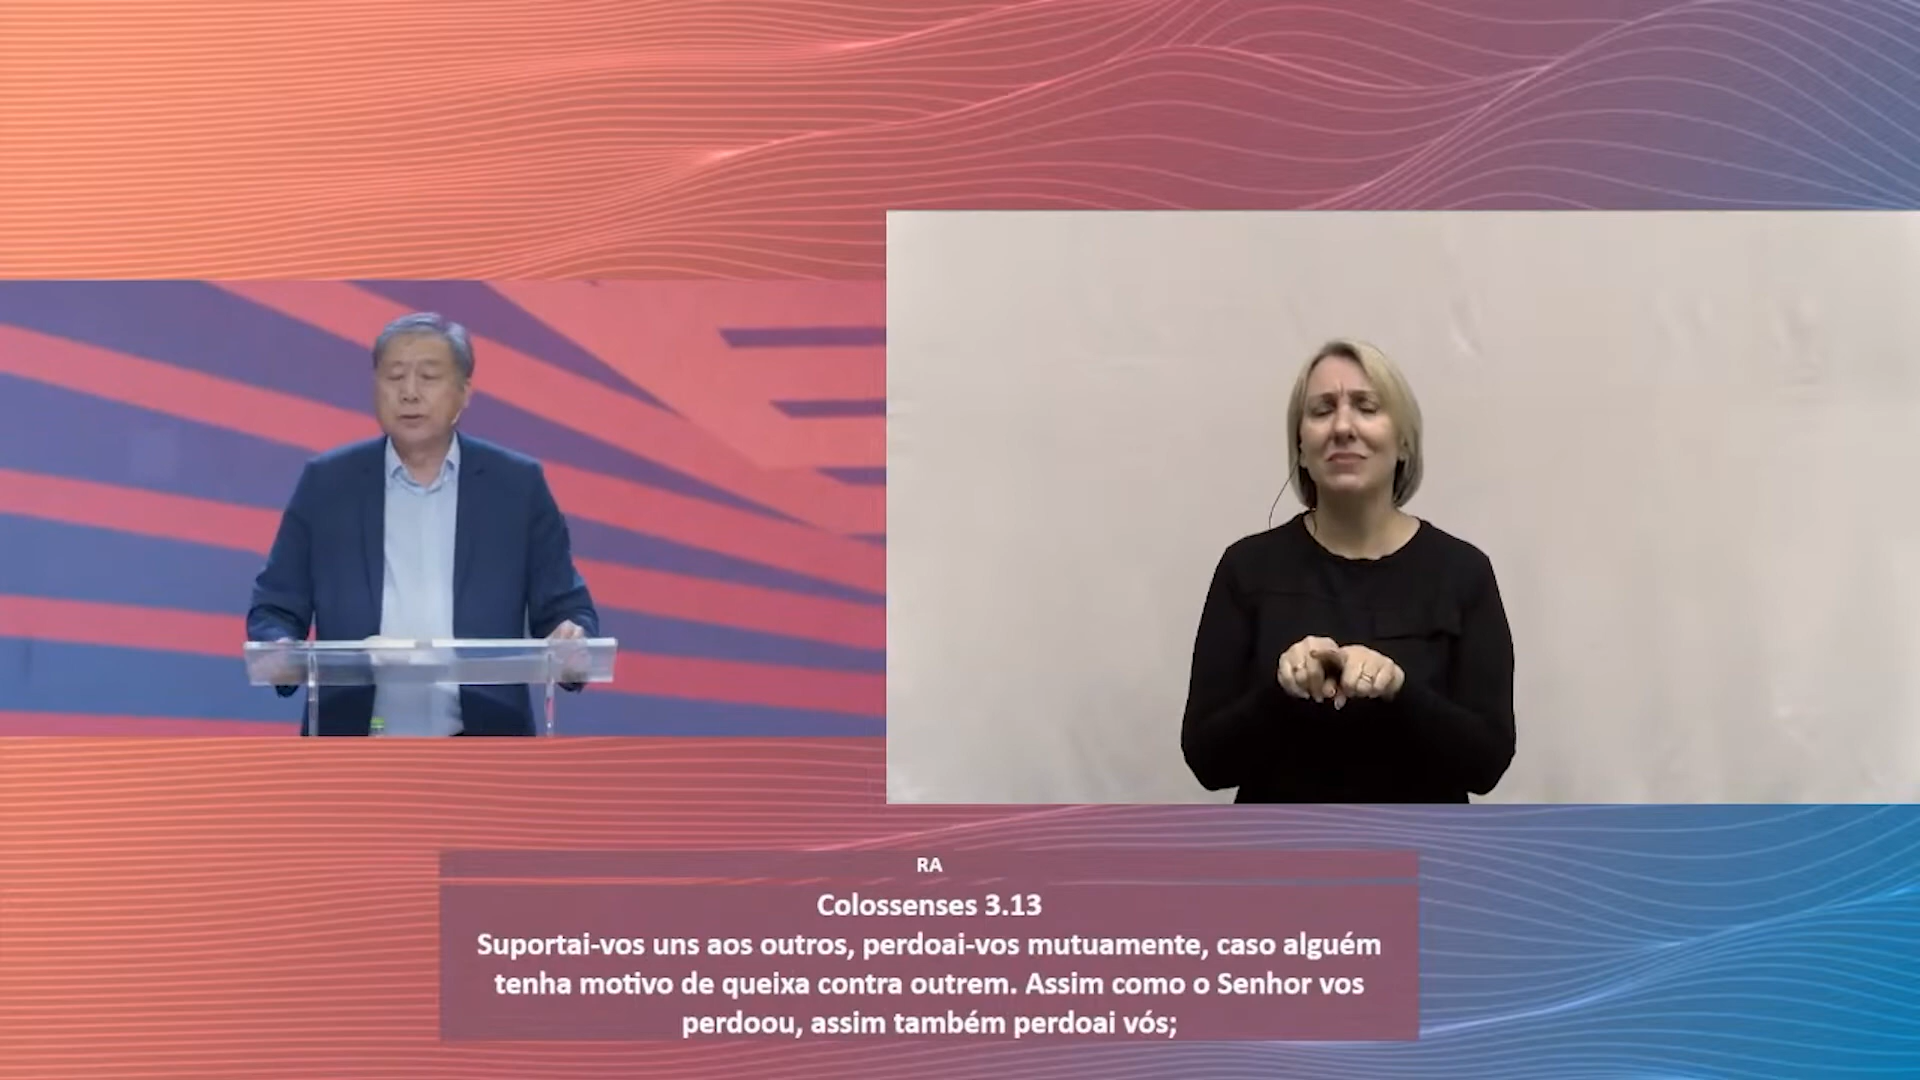 RA
Colossenses 3.13
Suportai-vos uns aos outros, perdoai-vos mutuamente, caso alguém
tenha motivo de queixa contra outrem. Assim como o Senhor vos
perdoou, assim também perdoai vós;